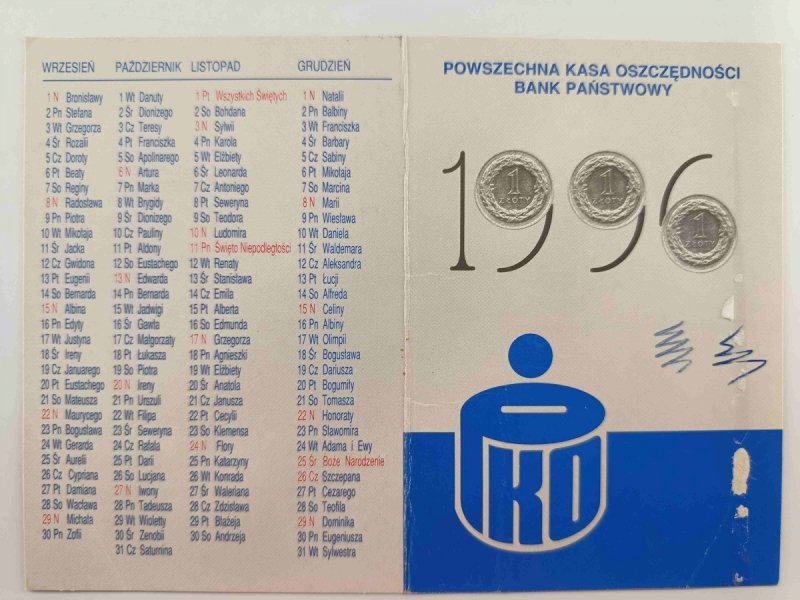 WRZESIEŃ
1 N Bronisławy
2 Pn Stefana
3 Wt Grzegorza
4 Śr Rozalii
5 Cz Doroty
6 Pt Beaty
7 So Reginy
8 N Radosława
9 Pn Piotra
10 Wt Mikołaja
11 Śr Jacka
12 Cz Gwidona
13 Pt Eugenii
14 So Bernarda
15 N Albina
16 Pn Edyty
17 Wt Justyna
18 Śr Ireny
19 Cz Januarego
20 Pt Eustachego
21 So Mateusza
22 N Maurycego
23 Pn Bogusława
24 Wt Gerarda
25 Śr Aurelii
26 Cz Cypriana
27 Pt Damiana
28 So Wacława
29 N Michała
30 Pn Zofii
PAŹDZIERNIK
1 Wt Danuty
2 Śr Dionizego
3 Cz Teresy
4 Pt Franciszka
5 So Apolinarego
6 N Artura
7 Pn Marka
8 Wt Brygidy
9 Śr Dionizego
10 Cz Pauliny
11 Pt Aldony
12 So Eustachego
13 N Edwarda
14 Pn Bernarda
15 Wt Jadwigi
16 Śr Gawła
17 Cz Małgorzaty
18 Pt Łukasza
19 So Piotra
20 N Ireny
21 Pn Urszuli
22 Wt Filipa
23 Śr Seweryna
24 Cz Rafała
25 Pt Darii
26 So Lucjana
27 N Iwony
28 Pn Tadeusza
29 Wt Wioletty
30 Śr Zenobii
31 Cz Saturnina
LISTOPAD
1 Pt Wszystkich Świętych
2 So Bohdana
3 N Sylwii
4 Pn Karola
5 Wt Elżbiety
6 Śr Leonarda
7 Cz Antoniego
8 Pt Seweryna
9 So Teodora
10 N Ludomira
11 Pn Święto Niepodległości
12 Wt Renaty
13 Śr Stanisława
14 Cz Emila
15 Pt Alberta
16 So Edmunda
17 N Grzegorza
18 Pn Agnieszki
19 Wt Elżbiety
20 Śr Anatola
21 Cz Janusza
22 Pt Cecylii
23 So Klemensa
24 N Flory
25 Pn Katarzyny
26 Wt Konrada
27 Śr Waleriana
28 Cz Zdzisława
29 Pt Błażeja
30 So Andrzeja
GRUDZIEŃ
1 N Natalii
2 Pn Balbiny
3 Wt Franciszka
4 Śr Barbary
5 Cz Sabiny
6 Pt Mikołaja
7 So Marcina
8 N Marii
9 Pn Wiesława
10 Wt Daniela
11 Śr Waldemara
12 Cz Aleksandra
13 Pt Łucji
14 So Alfreda
15 N Celiny
16 Pn Albiny
17 Wt Olimpii
18 Śr Bogusława
19 Cz Dariusza
20 Pt Bogumiły
21 So Tomasza
22 N Honoraty
23 Pn Sławomira
24 Wt Adama i Ewy
25 Śr Boże Narodzenie
26 Cz Szczepana
27 Pt Cezarego
28 So Teofila
29 N Dominika
30 Pn Eugeniusza
31 Wt Sylwestra
POWSZECHNA KASA OSZCZĘDNOŚCI
BANK PAŃSTWOWY
1996
1 ZŁOTY
1 ZŁOTY
1 ZŁOTY
PKO